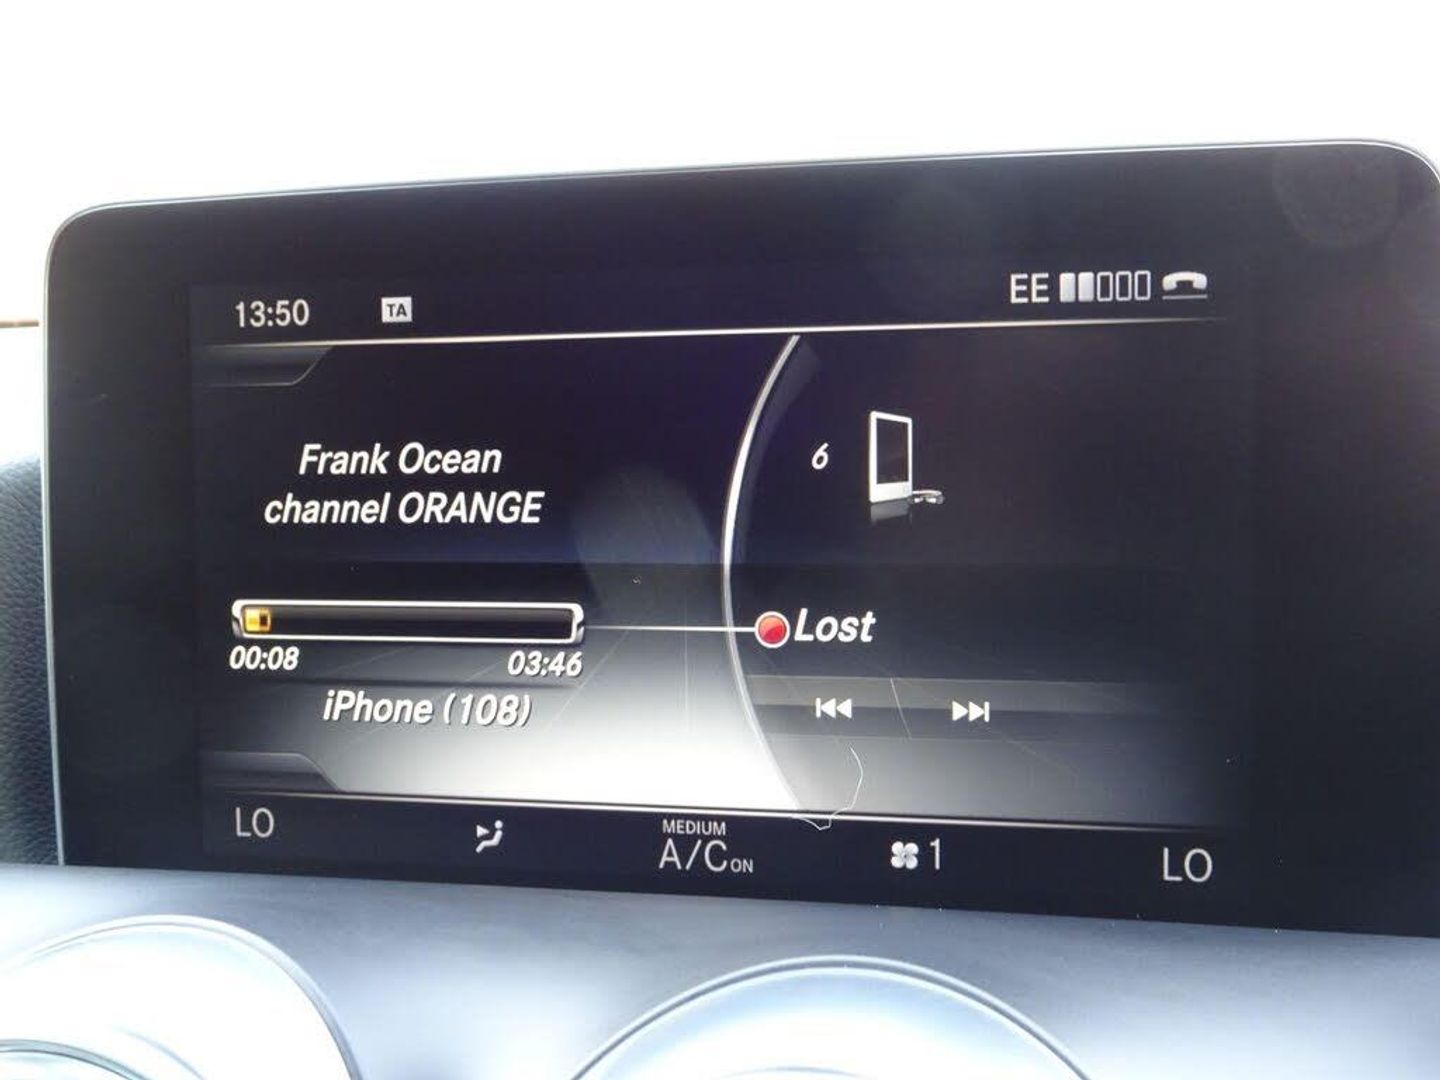 13:50 TA EE
Frank Ocean
channel ORANGE
6
00:08 03:46
Lost
iPhone (108)
LO MEDIUM A/C ON 1 LO